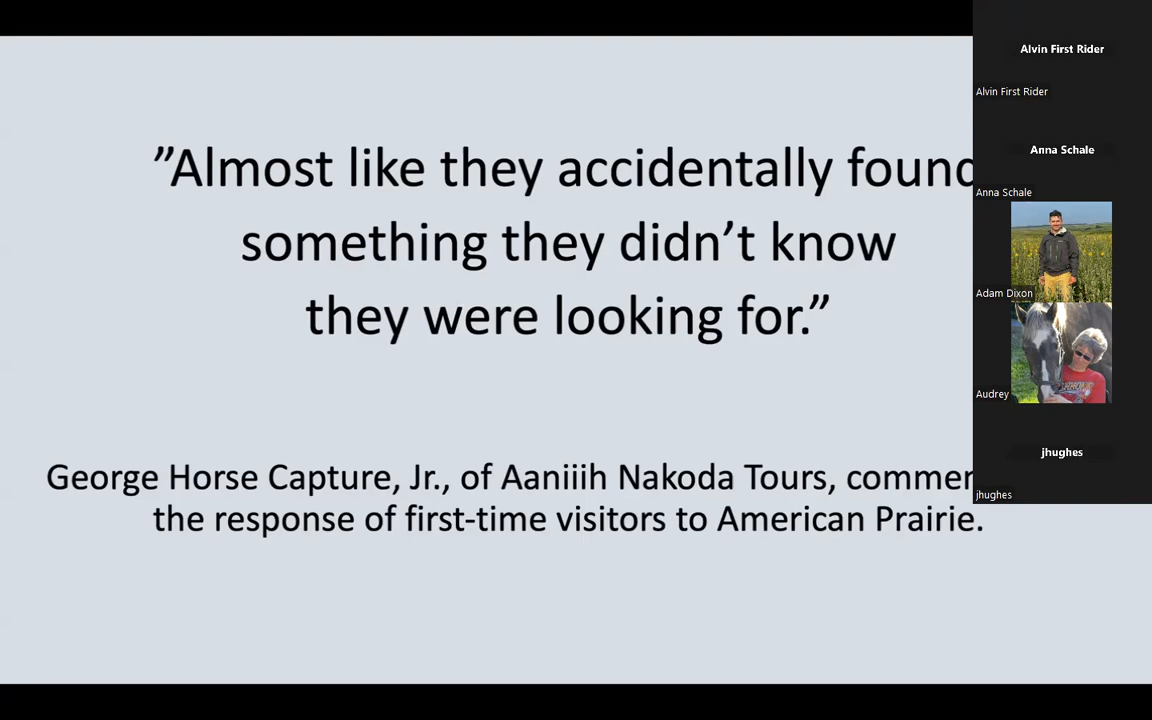 ”Almost like they accidentally found
something they didn’t know
they were looking for.”
George Horse Capture, Jr., of Aaniiih Nakoda Tours, commen
the response of first-time visitors to American Prairie.
Alvin First Rider
Alvin First Rider
Anna Schale
Anna Schale
Adam Dixon
Audrey
jhughes
jhughes